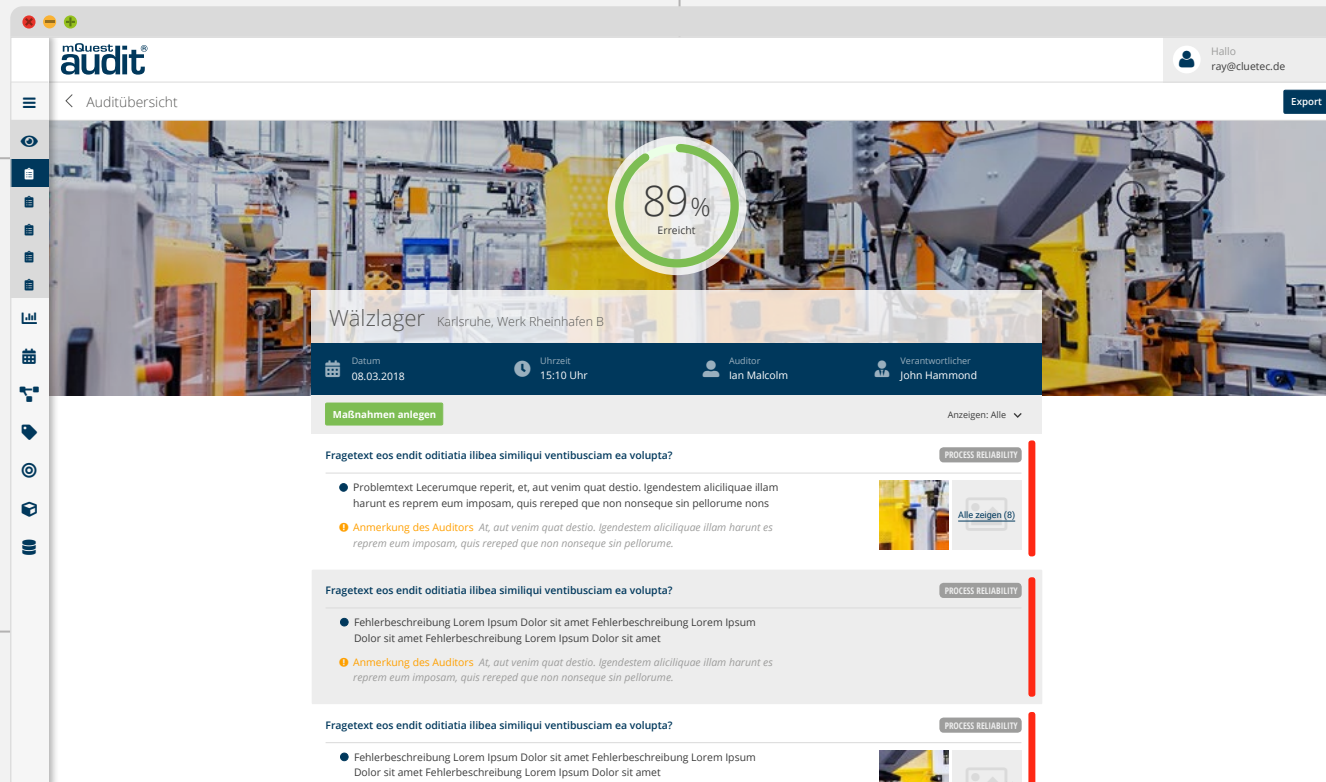 mQuest®
audit
Hallo
ray@cluetec.de
Auditübersicht
Export
89%
Erreicht
Wälzlager Karlsruhe, Werk Rheinhafen B
Datum
08.03.2018
Uhrzeit
15:10 Uhr
Auditor
Ian Malcolm
Verantwortlicher
John Hammond
Maßnahmen anlegen
Anzeigen: Alle
Fragetext eos endit oditiatia ilibea similiqui ventibusciam ea volupta?
PROCESS RELIABILITY
Problemtext Lecerumque reperit, et, aut venim quat destio. Igendestem aliciliquae illam
harunt es reprem eum imposam, quis rereped que non nonseque sin pellorume nons
Alle zeigen (8)
Anmerkung des Auditors At, aut venim quat destio. Igendestem aliciliquae illam harunt es
reprem eum imposam, quis rereped que non nonseque sin pellorume.
Fragetext eos endit oditiatia ilibea similiqui ventibusciam ea volupta?
PROCESS RELIABILITY
Fehlerbeschreibung Lorem Ipsum Dolor sit amet Fehlerbeschreibung Lorem Ipsum
Dolor sit amet Fehlerbeschreibung Lorem Ipsum Dolor sit amet
Anmerkung des Auditors At, aut venim quat destio. Igendestem aliciliquae illam harunt es
reprem eum imposam, quis rereped que non nonseque sin pellorume.
Fragetext eos endit oditiatia ilibea similiqui ventibusciam ea volupta?
PROCESS RELIABILITY
Fehlerbeschreibung Lorem Ipsum Dolor sit amet Fehlerbeschreibung Lorem Ipsum
Dolor sit amet Fehlerbeschreibung Lorem Ipsum Dolor sit amet